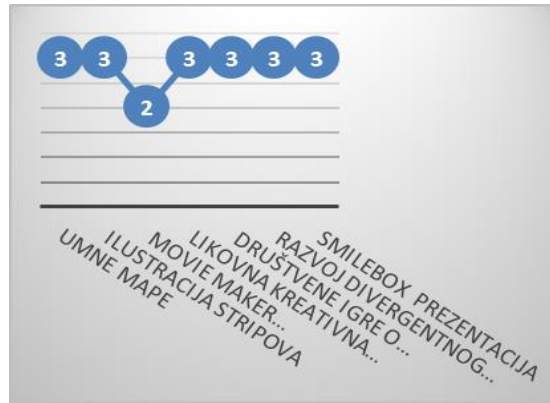 3 3 2 3 3 3 3
UMNE MAPE
ILUSTRACIJA STRIPOVA
MOVIE MAKER...
LIKOVNA KREATIVNA...
DRUŠTVENE IGRE O...
RAZVOJ DIVERGENTNOG...
SMILEBOX PREZENTACIJA